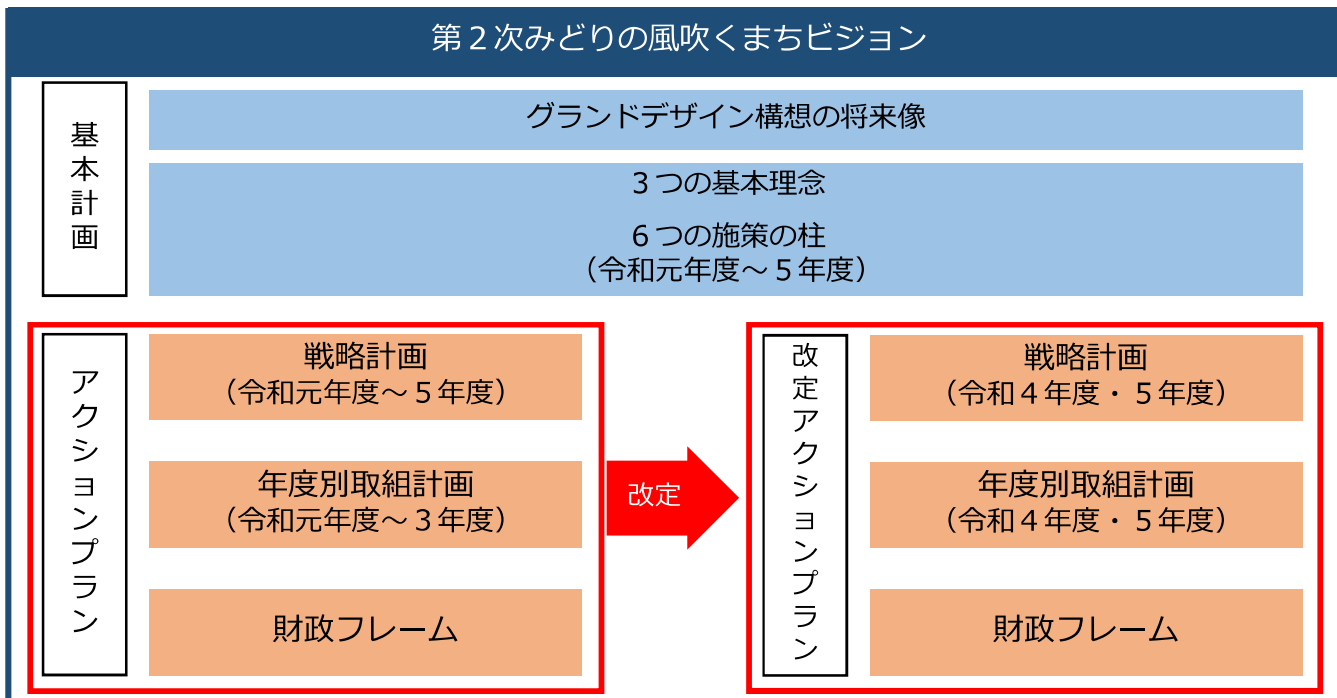 第２次みどりの風吹くまちビジョン
基本計画
グランドデザイン構想の将来像
３つの基本理念
６つの施策の柱
（令和元年度～５年度）
アクションプラン
戦略計画
（令和元年度～５年度）
年度別取組計画
（令和元年度～３年度）
財政フレーム
改定
改定アクションプラン
戦略計画
（令和４年度・５年度）
年度別取組計画
（令和４年度・５年度）
財政フレーム